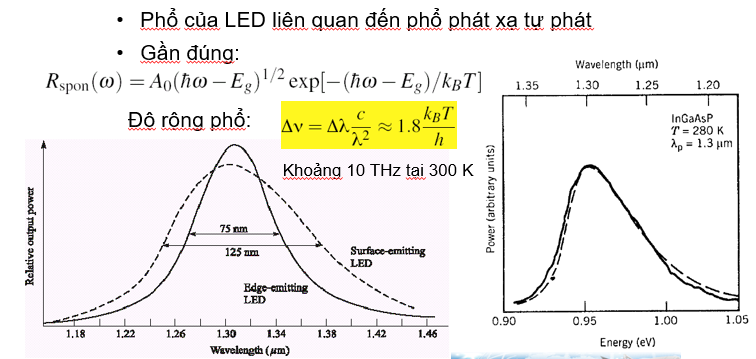 • Phổ của LED liên quan đến phổ phát xạ tự phát
• Gần đúng:
R_spon(ω) = A₀(ħω − E_g)^1/2 exp[−(ħω − E_g)/k_BT]
Độ rộng phổ:
Δν = Δλ c/λ² ≈ 1.8 k_BT/h
Khoảng 10 THz tại 300 K
Relative output power
75 nm
125 nm
Surface-emitting
LED
Edge-emitting
LED
1.18 1.22 1.26 1.30 1.34 1.38 1.42 1.46
Wavelength (μm)
Wavelength (μm)
1.35 1.30 1.25 1.20
InGaAsP
T = 280 K
λp = 1.3 μm
Power (arbitrary units)
0.90 0.95 1.00 1.05
Energy (eV)